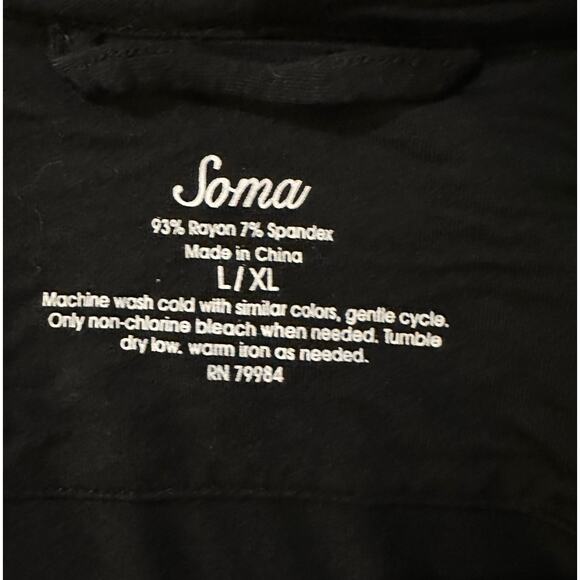 Soma
93% Rayon 7% Spandex
Made in China
L/XL
Machine wash cold with similar colors, gentle cycle.
Only non-chlorine bleach when needed. Tumble
dry low. warm iron as needed.
RN 79984